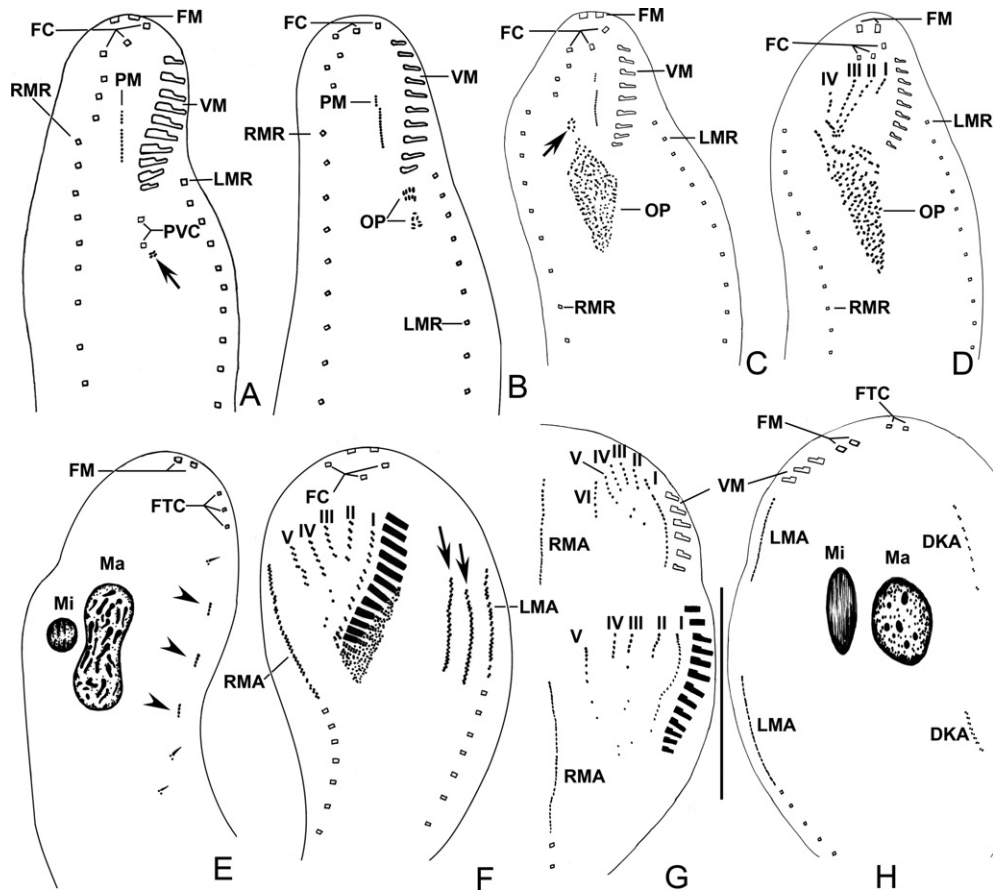 FC FM
PM
RMR VM
LMR
PVC
A
FC FM
VM
PM
RMR
OP
LMR
B
FM
FC
VM
LMR
OP
RMR
C
FM
FC
IV III II I
LMR
OP
RMR
D
FM
FTC
Ma
Mi
E
FC
V IV III II I
LMA
RMA
F
V IV III II I
VI
VM
RMA
V IV III II I
RMA
G
FTC
FM
LMA
DKA
Mi Ma
LMA
DKA
H